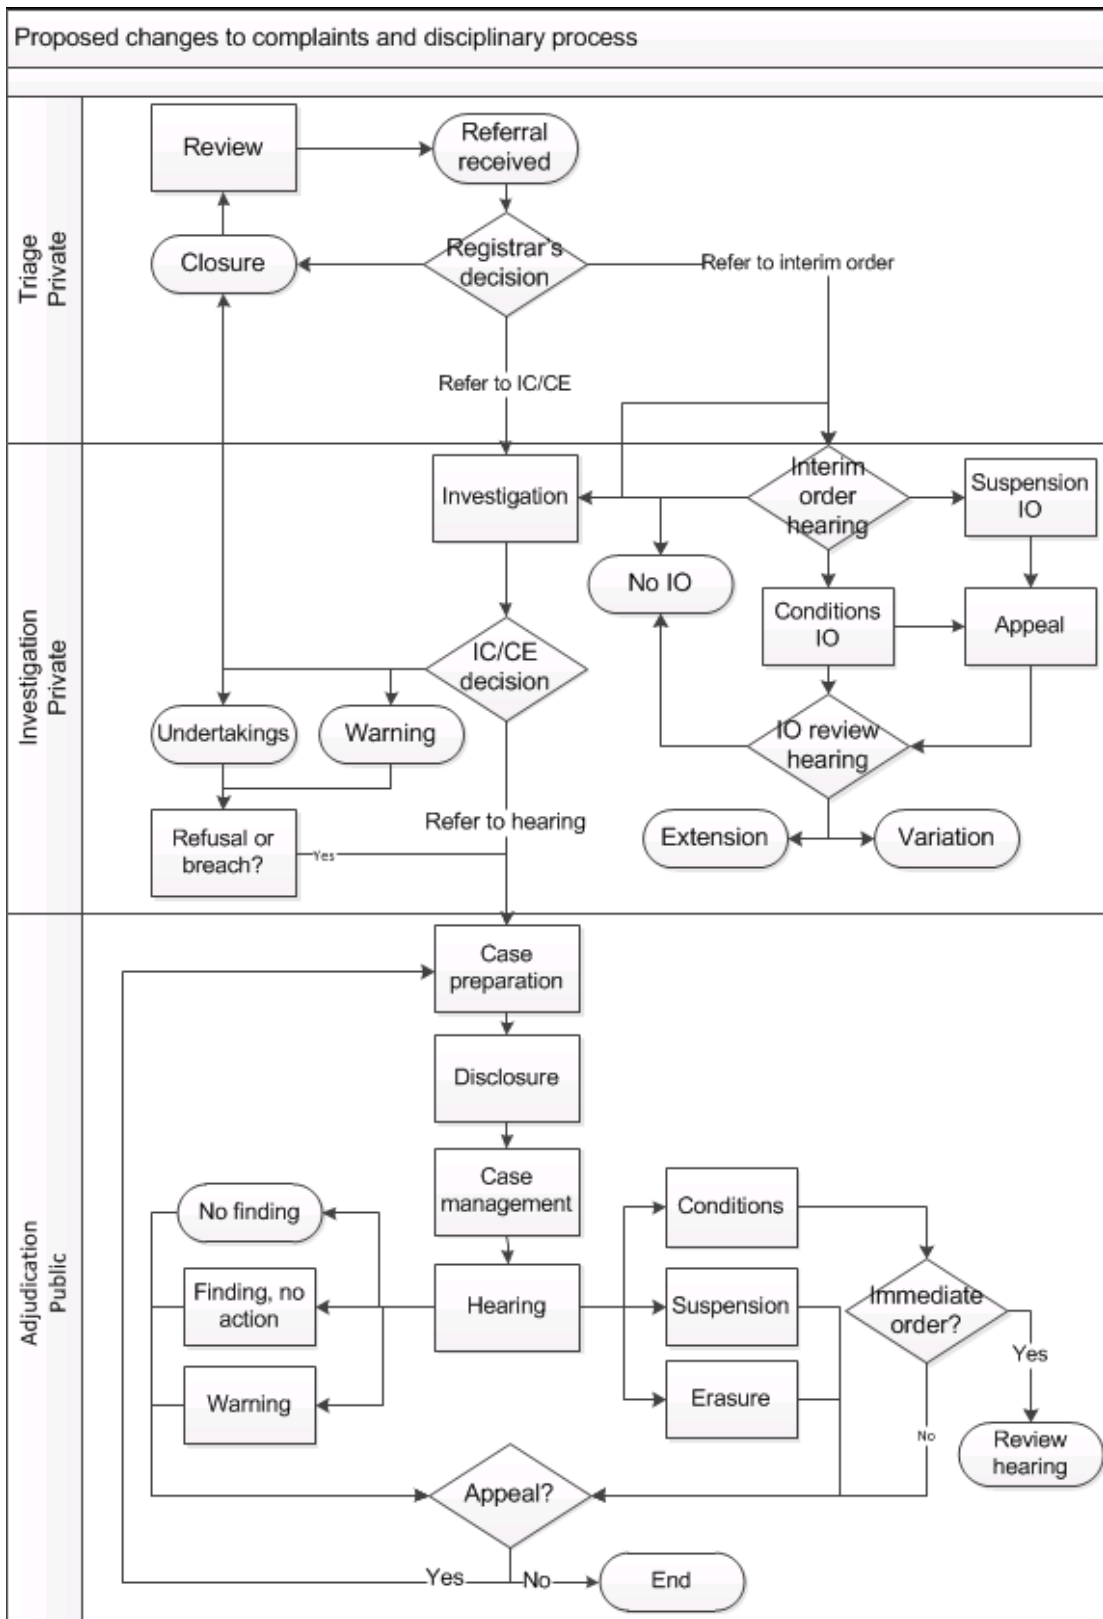 Proposed changes to complaints and disciplinary process
Triage
Private
Review
Referral
received
Closure
Registrar's
decision
Refer to interim order
Refer to IC/CE
Investigation
Private
Investigation
Interim
order
hearing
Suspension
IO
No IO
Conditions
IO
Appeal
IC/CE
decision
Undertakings
Warning
IO review
hearing
Refusal or
breach?
Yes
Refer to hearing
Extension
Variation
Adjudication
Public
Case
preparation
Disclosure
Case
management
No finding
Conditions
Finding, no
action
Hearing
Suspension
Immediate
order?
Yes
Warning
Erasure
No
Review
hearing
Appeal?
Yes
No
End